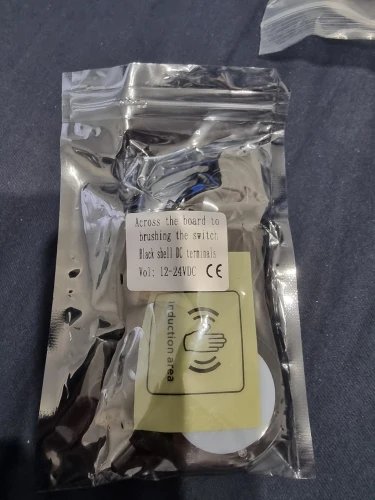 Across the board to
brushing the switch
Black shell DC terminals
Vol: 12-24VDC CE
induction area